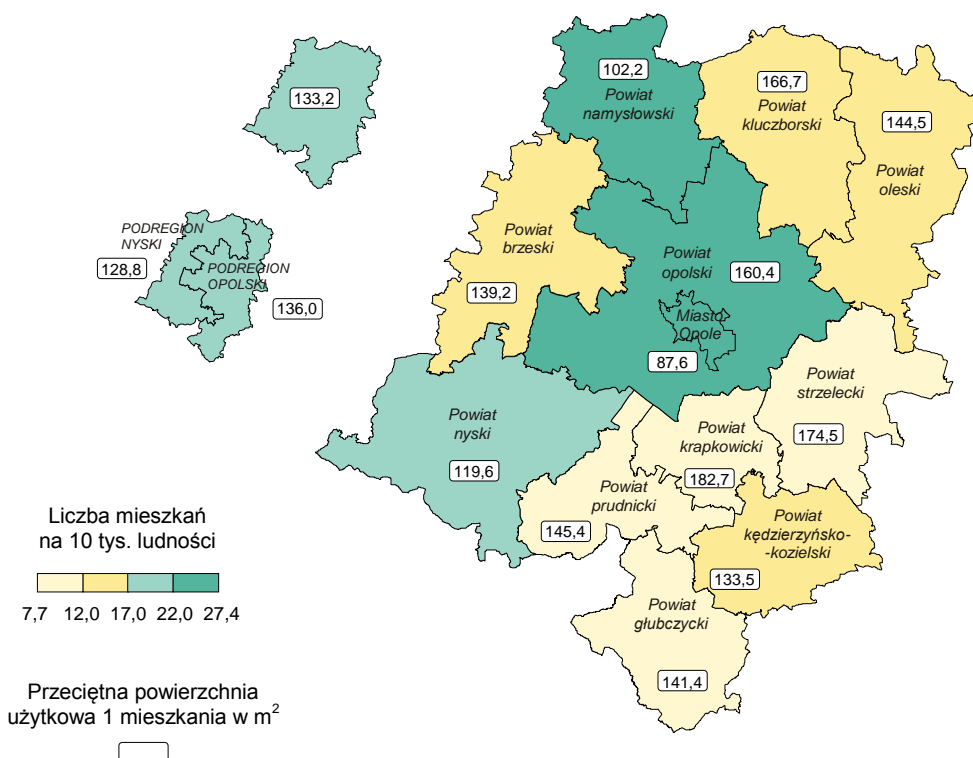 133,2
PODREGION
NYSKI
128,8
PODREGION
OPOLSKI
136,0
102,2
Powiat
namysłowski
166,7
Powiat
kluczborski
144,5
Powiat
oleski
Powiat
brzeski
139,2
Powiat
opolski
160,4
Miasto
Opole
87,6
Powiat
strzelecki
174,5
Powiat
nyski
119,6
Powiat
krapkowicki
182,7
Powiat
prudnicki
145,4
Powiat
kędzierzyńsko-
-kozielski
133,5
Powiat
głubczycki
141,4
Liczba mieszkań
na 10 tys. ludności
7,7 12,0 17,0 22,0 27,4
Przeciętna powierzchnia
użytkowa 1 mieszkania w m²